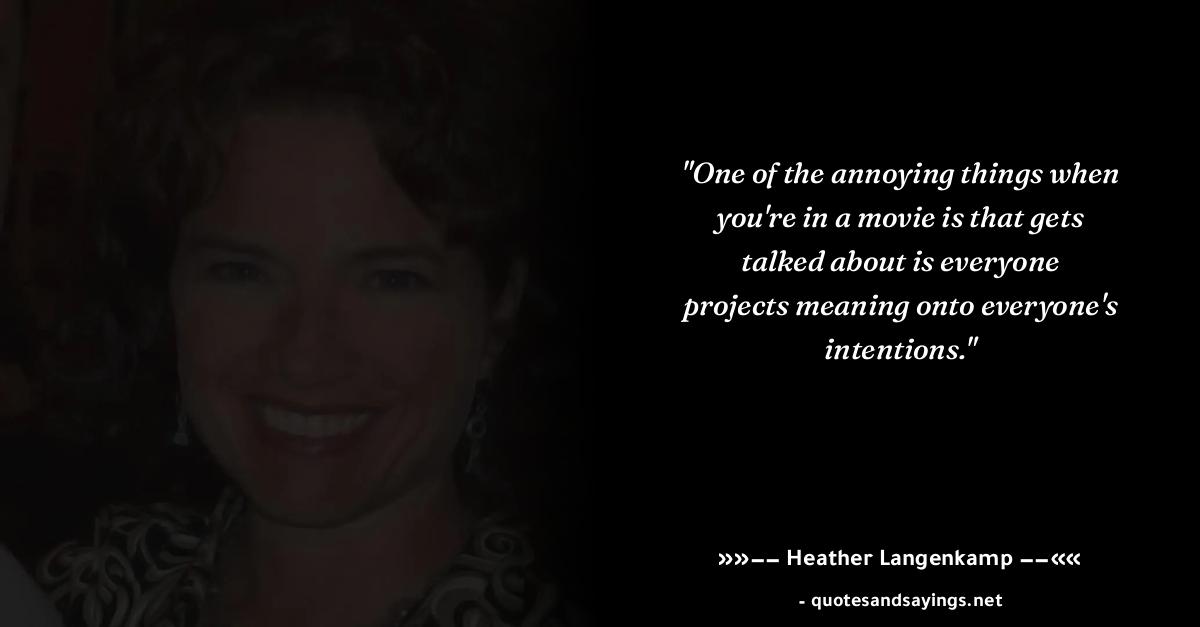 "One of the annoying things when
you're in a movie is that gets
talked about is everyone
projects meaning onto everyone's
intentions."
»»−− Heather Langenkamp −−««
- quotesandsayings.net